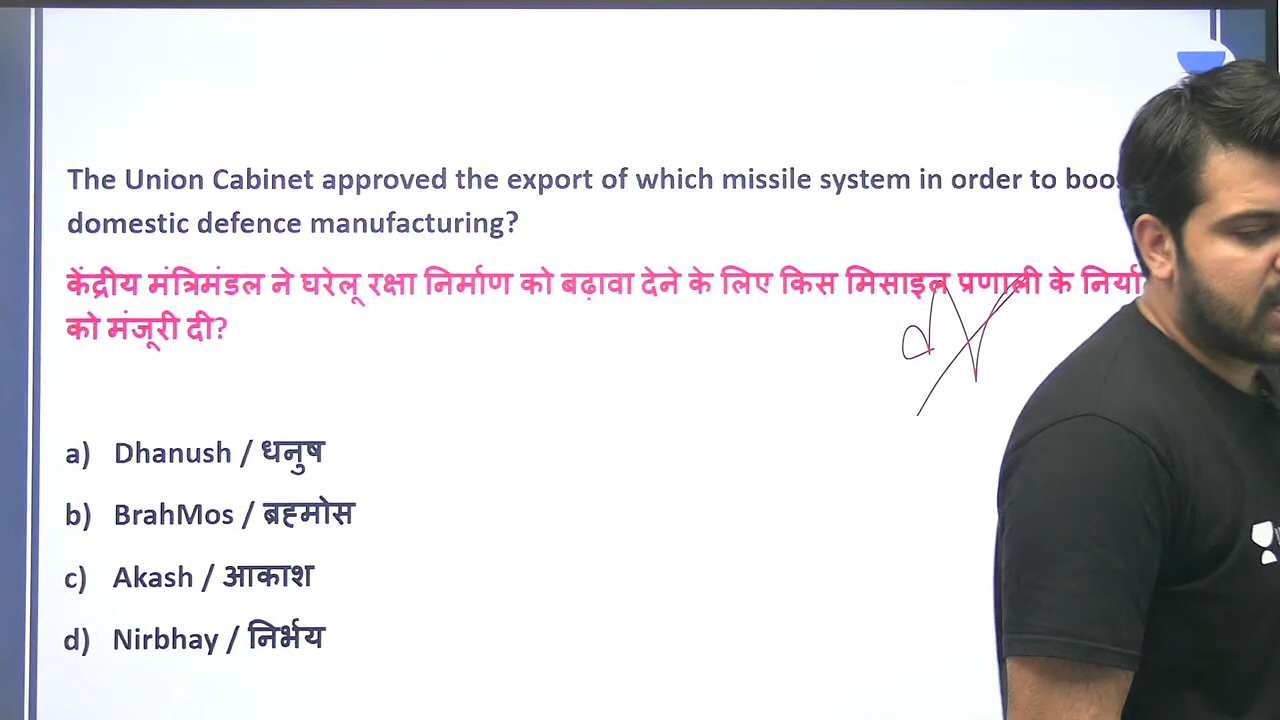 The Union Cabinet approved the export of which missile system in order to
domestic defence manufacturing?
केंद्रीय मंत्रिमंडल ने घरेलू रक्षा निर्माण को बढ़ावा देने के लिए किस मिसाइल प्रणाली के
को मंजूरी दी?
a) Dhanush / धनुष
b) BrahMos / ब्रह्मोस
c) Akash / आकाश
d) Nirbhay / निर्भय